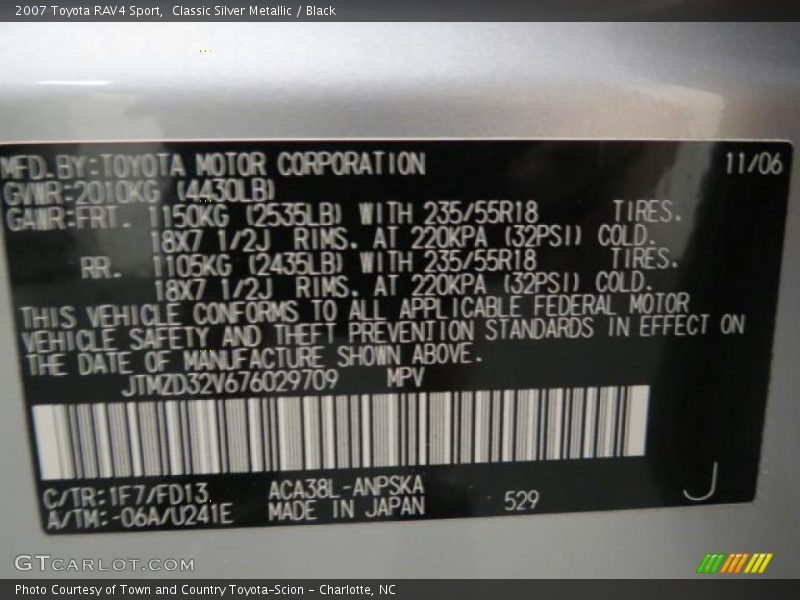 2007 Toyota RAV4 Sport,  Classic Silver Metallic / Black
MFD.BY:TOYOTA MOTOR CORPORATION 11/06
GVWR:2010KG (4430LB)
GAWR:FRT. 1150KG (2535LB) WITH 235/55R18 TIRES.
18X7 1/2J RIMS. AT 220KPA (32PSI) COLD.
RR. 1105KG (2435LB) WITH 235/55R18 TIRES.
18X7 1/2J RIMS. AT 220KPA (32PSI) COLD.
THIS VEHICLE CONFORMS TO ALL APPLICABLE FEDERAL MOTOR
VEHICLE SAFETY AND THEFT PREVENTION STANDARDS IN EFFECT ON
THE DATE OF MANUFACTURE SHOWN ABOVE.
JTMZD32V676029709 MPV
C/TR:1F7/FD13 ACA38L-ANPSKA
A/TM:-06A/U241E MADE IN JAPAN 529 J
GTCARLOT.COM
Photo Courtesy of Town and Country Toyota-Scion - Charlotte, NC